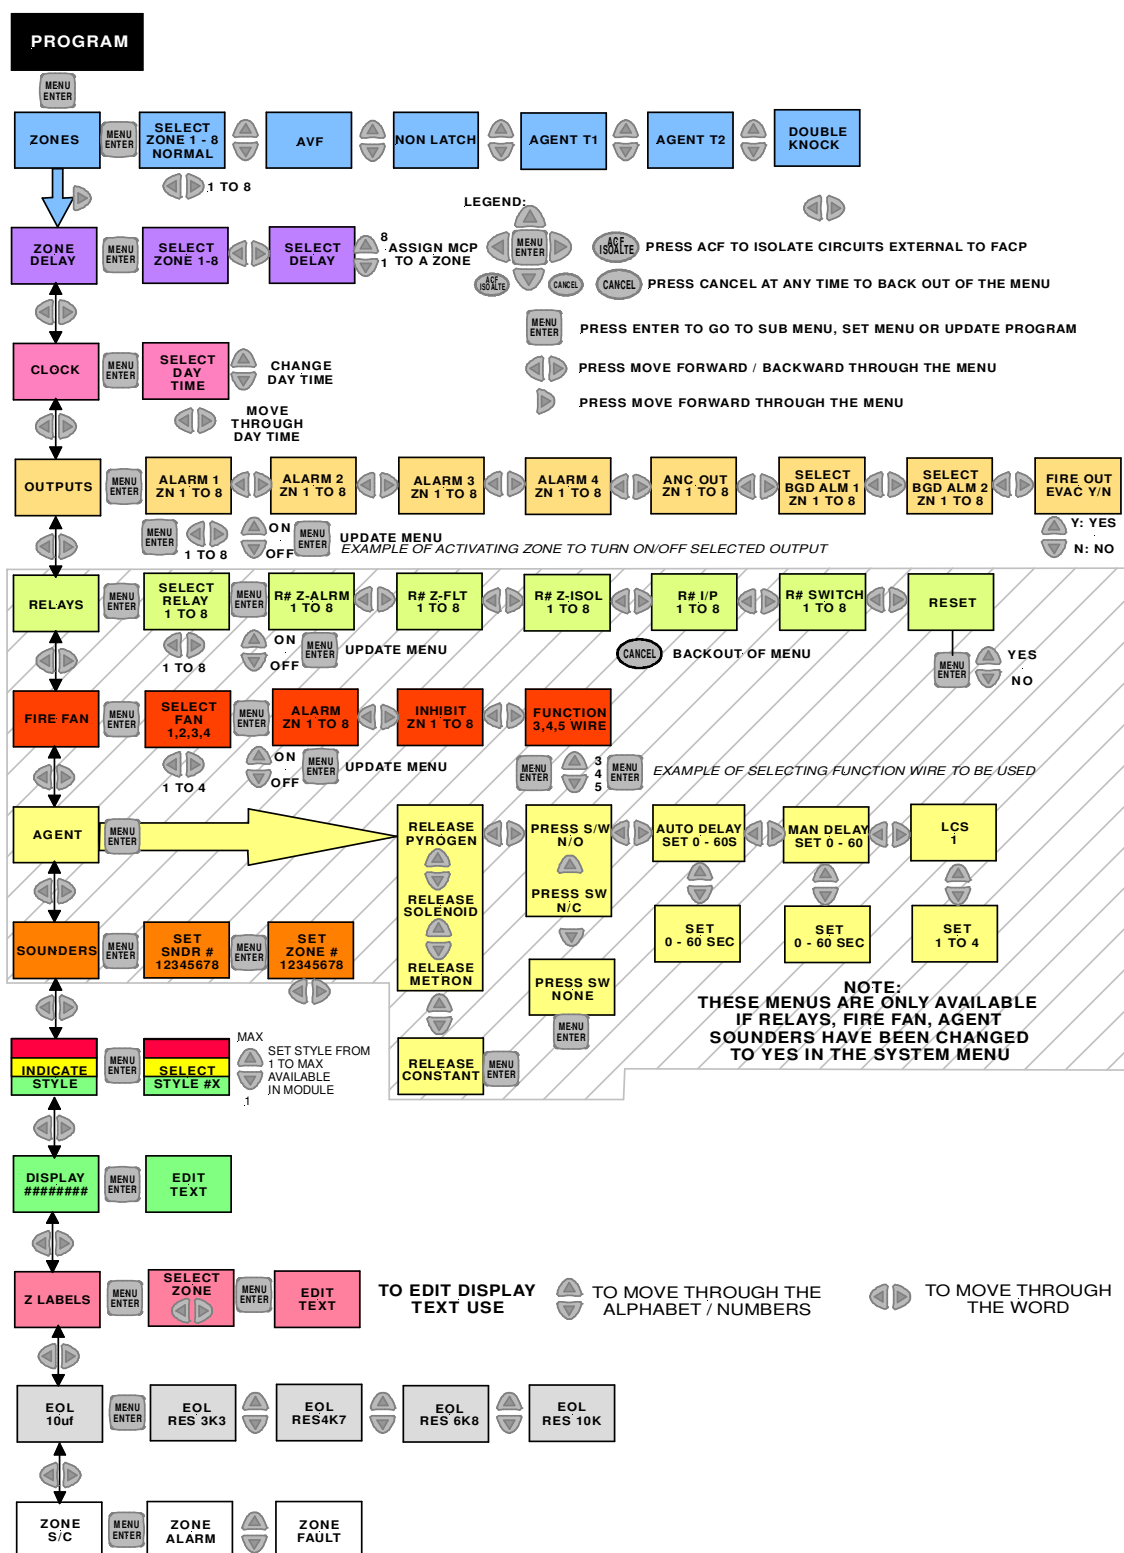 PROGRAM
MENU
ENTER
ZONES
MENU
ENTER
SELECT
ZONE 1 - 8
NORMAL
AVF
NON LATCH
AGENT T1
AGENT T2
DOUBLE
KNOCK
1 TO 8
LEGEND:
ZONE
DELAY
MENU
ENTER
SELECT
ZONE 1-8
SELECT
DELAY
8
1
ASSIGN MCP
TO A ZONE
MENU
ENTER
ACF
ISOALTE
CANCEL
ACF
ISOALTE
PRESS ACF TO ISOLATE CIRCUITS EXTERNAL TO FACP
CANCEL
PRESS CANCEL AT ANY TIME TO BACK OUT OF THE MENU
MENU
ENTER
PRESS ENTER TO GO TO SUB MENU, SET MENU OR UPDATE PROGRAM
PRESS MOVE FORWARD / BACKWARD THROUGH THE MENU
PRESS MOVE FORWARD THROUGH THE MENU
CLOCK
MENU
ENTER
SELECT
DAY
TIME
CHANGE
DAY TIME
MOVE
THROUGH
DAY TIME
OUTPUTS
MENU
ENTER
ALARM 1
ZN 1 TO 8
ALARM 2
ZN 1 TO 8
ALARM 3
ZN 1 TO 8
ALARM 4
ZN 1 TO 8
ANC OUT
ZN 1 TO 8
SELECT
BGD ALM 1
ZN 1 TO 8
SELECT
BGD ALM 2
ZN 1 TO 8
FIRE OUT
EVAC Y/N
MENU
ENTER
1 TO 8
ON
OFF
MENU
ENTER
UPDATE MENU
EXAMPLE OF ACTIVATING ZONE TO TURN ON/OFF SELECTED OUTPUT
Y: YES
N: NO
RELAYS
MENU
ENTER
SELECT
RELAY
1 TO 8
MENU
ENTER
R# Z-ALRM
1 TO 8
R# Z-FLT
1 TO 8
R# Z-ISOL
1 TO 8
R# I/P
1 TO 8
R# SWITCH
1 TO 8
RESET
1 TO 8
ON
OFF
MENU
ENTER
UPDATE MENU
CANCEL
BACKOUT OF MENU
MENU
ENTER
YES
NO
FIRE FAN
MENU
ENTER
SELECT
FAN
1,2,3,4
MENU
ENTER
ALARM
ZN 1 TO 8
INHIBIT
ZN 1 TO 8
FUNCTION
3,4,5 WIRE
1 TO 4
ON
OFF
MENU
ENTER
UPDATE MENU
MENU
ENTER
3
4
5
MENU
ENTER
EXAMPLE OF SELECTING FUNCTION WIRE TO BE USED
AGENT
MENU
ENTER
RELEASE
PYROGEN
RELEASE
SOLENOID
RELEASE
METRON
RELEASE
CONSTANT
MENU
ENTER
PRESS S/W
N/O
PRESS SW
N/C
PRESS SW
NONE
MENU
ENTER
AUTO DELAY
SET 0 - 60S
SET
0 - 60 SEC
MAN DELAY
SET 0 - 60
SET
0 - 60 SEC
LCS
1
SET
1 TO 4
SOUNDERS
MENU
ENTER
SET
SNDR #
12345678
MENU
ENTER
SET
ZONE #
12345678
NOTE:
THESE MENUS ARE ONLY AVAILABLE
IF RELAYS, FIRE FAN, AGENT
SOUNDERS HAVE BEEN CHANGED
TO YES IN THE SYSTEM MENU
INDICATE
STYLE
MENU
ENTER
SELECT
STYLE #X
MAX
SET STYLE FROM
1 TO MAX
AVAILABLE
IN MODULE
1
DISPLAY
########
MENU
ENTER
EDIT
TEXT
Z LABELS
MENU
ENTER
SELECT
ZONE
MENU
ENTER
EDIT
TEXT
TO EDIT DISPLAY
TEXT USE
TO MOVE THROUGH THE
ALPHABET / NUMBERS
TO MOVE THROUGH
THE WORD
EOL
10uf
MENU
ENTER
EOL
RES 3K3
EOL
RES4K7
EOL
RES 6K8
EOL
RES 10K
ZONE
S/C
MENU
ENTER
ZONE
ALARM
ZONE
FAULT